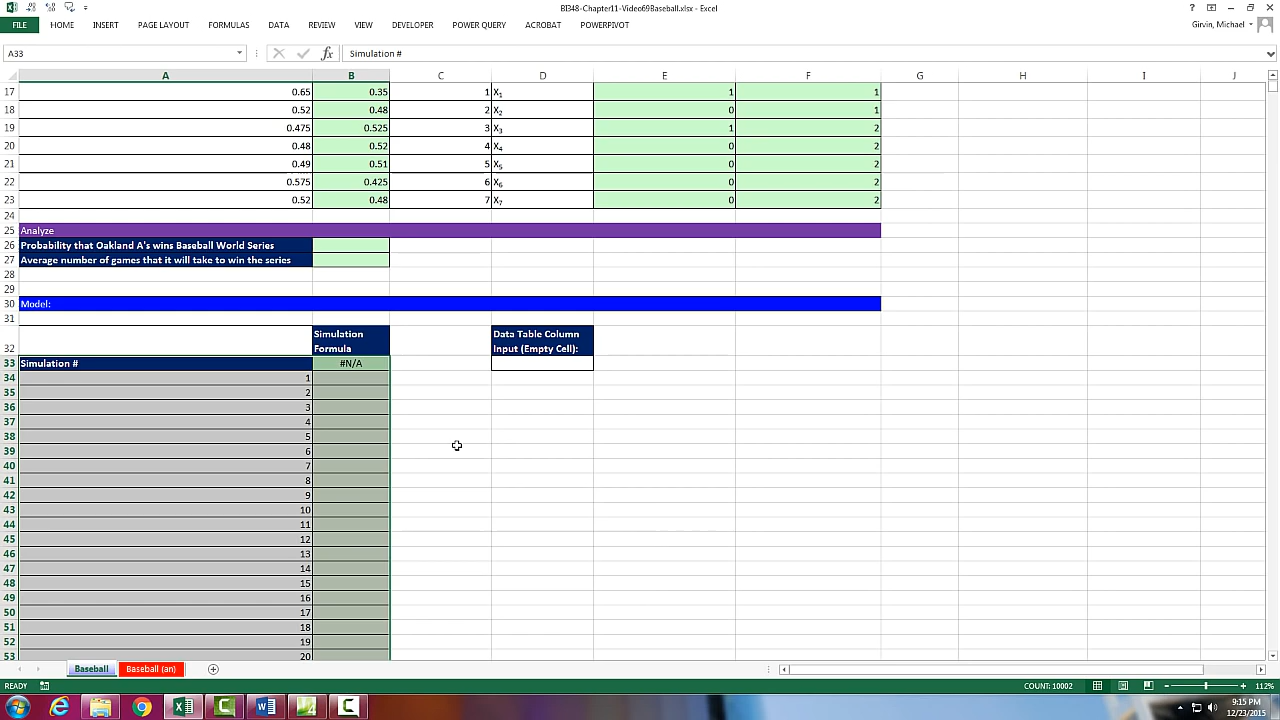 BI348-Chapter11-Video69Baseball.xlsx - Excel
FILE HOME INSERT PAGE LAYOUT FORMULAS DATA REVIEW VIEW DEVELOPER POWER QUERY ACROBAT POWERPIVOT Girvin, Michael
A33 fx Simulation #
A B C D E F G H I J
17 0.65 0.35 1 X1 1 1
18 0.52 0.48 2 X2 0 1
19 0.475 0.525 3 X3 1 2
20 0.48 0.52 4 X4 0 2
21 0.49 0.51 5 X5 0 2
22 0.575 0.425 6 X6 0 2
23 0.52 0.48 7 X7 0 2
24
25 Analyze
26 Probability that Oakland A's wins Baseball World Series
27 Average number of games that it will take to win the series
28
29
30 Model:
31
32 Simulation Formula Data Table Column Input (Empty Cell):
33 Simulation # #N/A
34 1
35 2
36 3
37 4
38 5
39 6
40 7
41 8
42 9
43 10
44 11
45 12
46 13
47 14
48 15
49 16
50 17
51 18
52 19
53 20
Baseball Baseball (an)
READY COUNT: 10002 112%
9:15 PM
12/23/2015